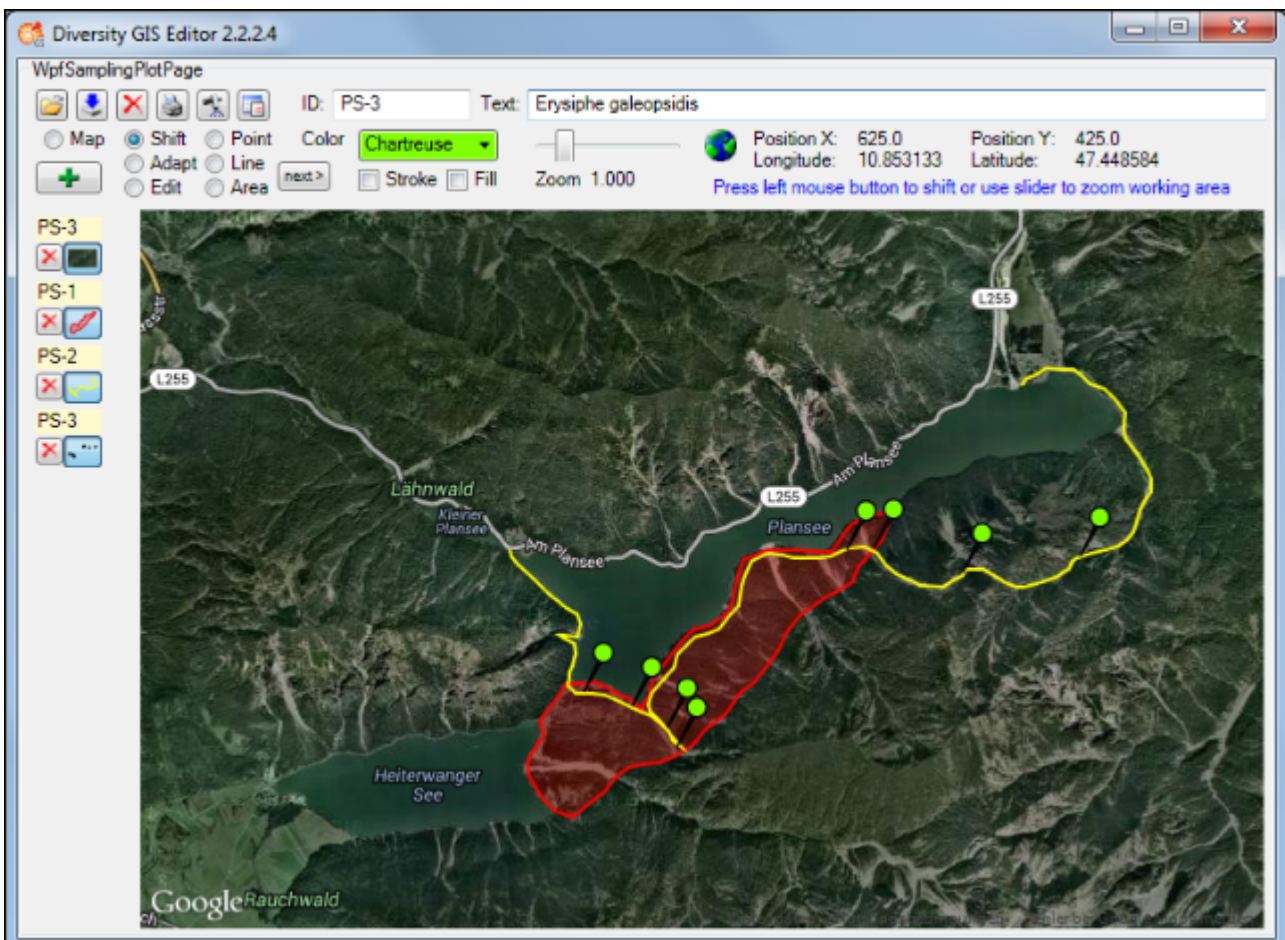 Diversity GIS Editor 2.2.2.4
WpfSamplingPlotPage
ID: PS-3 Text: Erysiphe galeopsidis
Map Shift Point Color Chartreuse Position X: 625.0 Position Y: 425.0
Adapt Line next > Longitude: 10.853133 Latitude: 47.448584
Edit Area Stroke Fill Zoom 1.000 Press left mouse button to shift or use slider to zoom working area
PS-3
PS-1
PS-2
PS-3
L255
L255
Lähnwald
Kleiner
Plansee
Am Plansee
L255
Am Plansee
Plansee
Heiterwanger
See
Google
Rauchwald